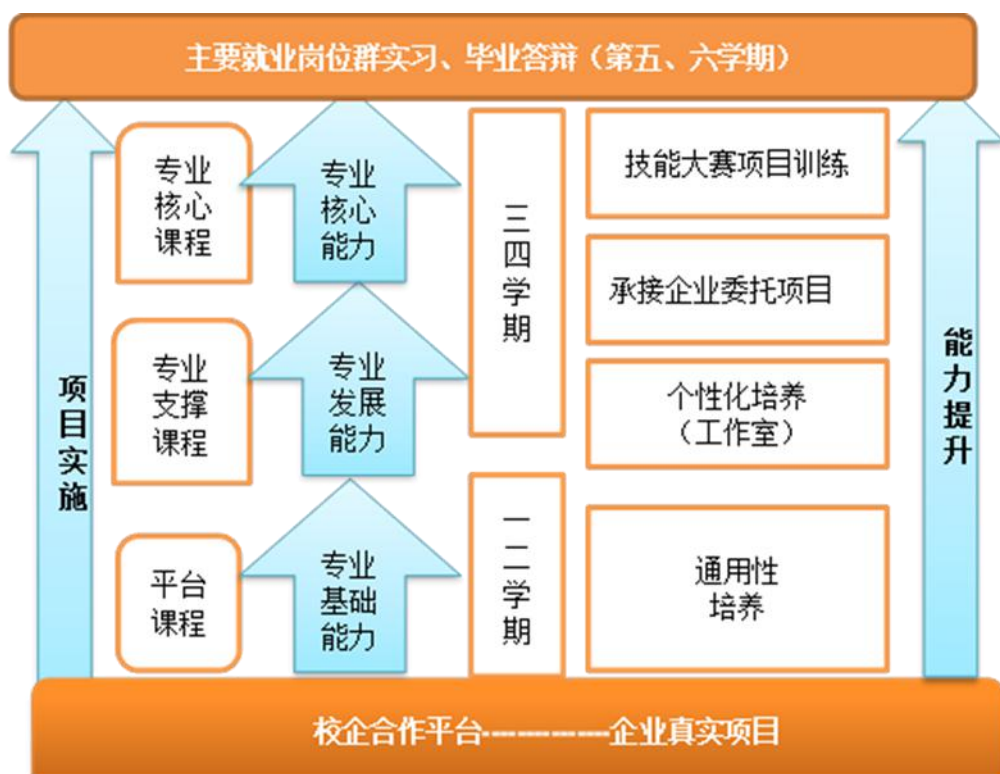 主要就业岗位群实习、毕业答辩（第五、六学期）
项目实施
专业
核心
课程
专业
核心
能力
三四学期
技能大赛项目训练
承接企业委托项目
能力提升
专业
支撑
课程
专业
发展
能力
个性化培养
（工作室）
平台
课程
专业
基础
能力
一二学期
通用性
培养
校企合作平台--------------企业真实项目